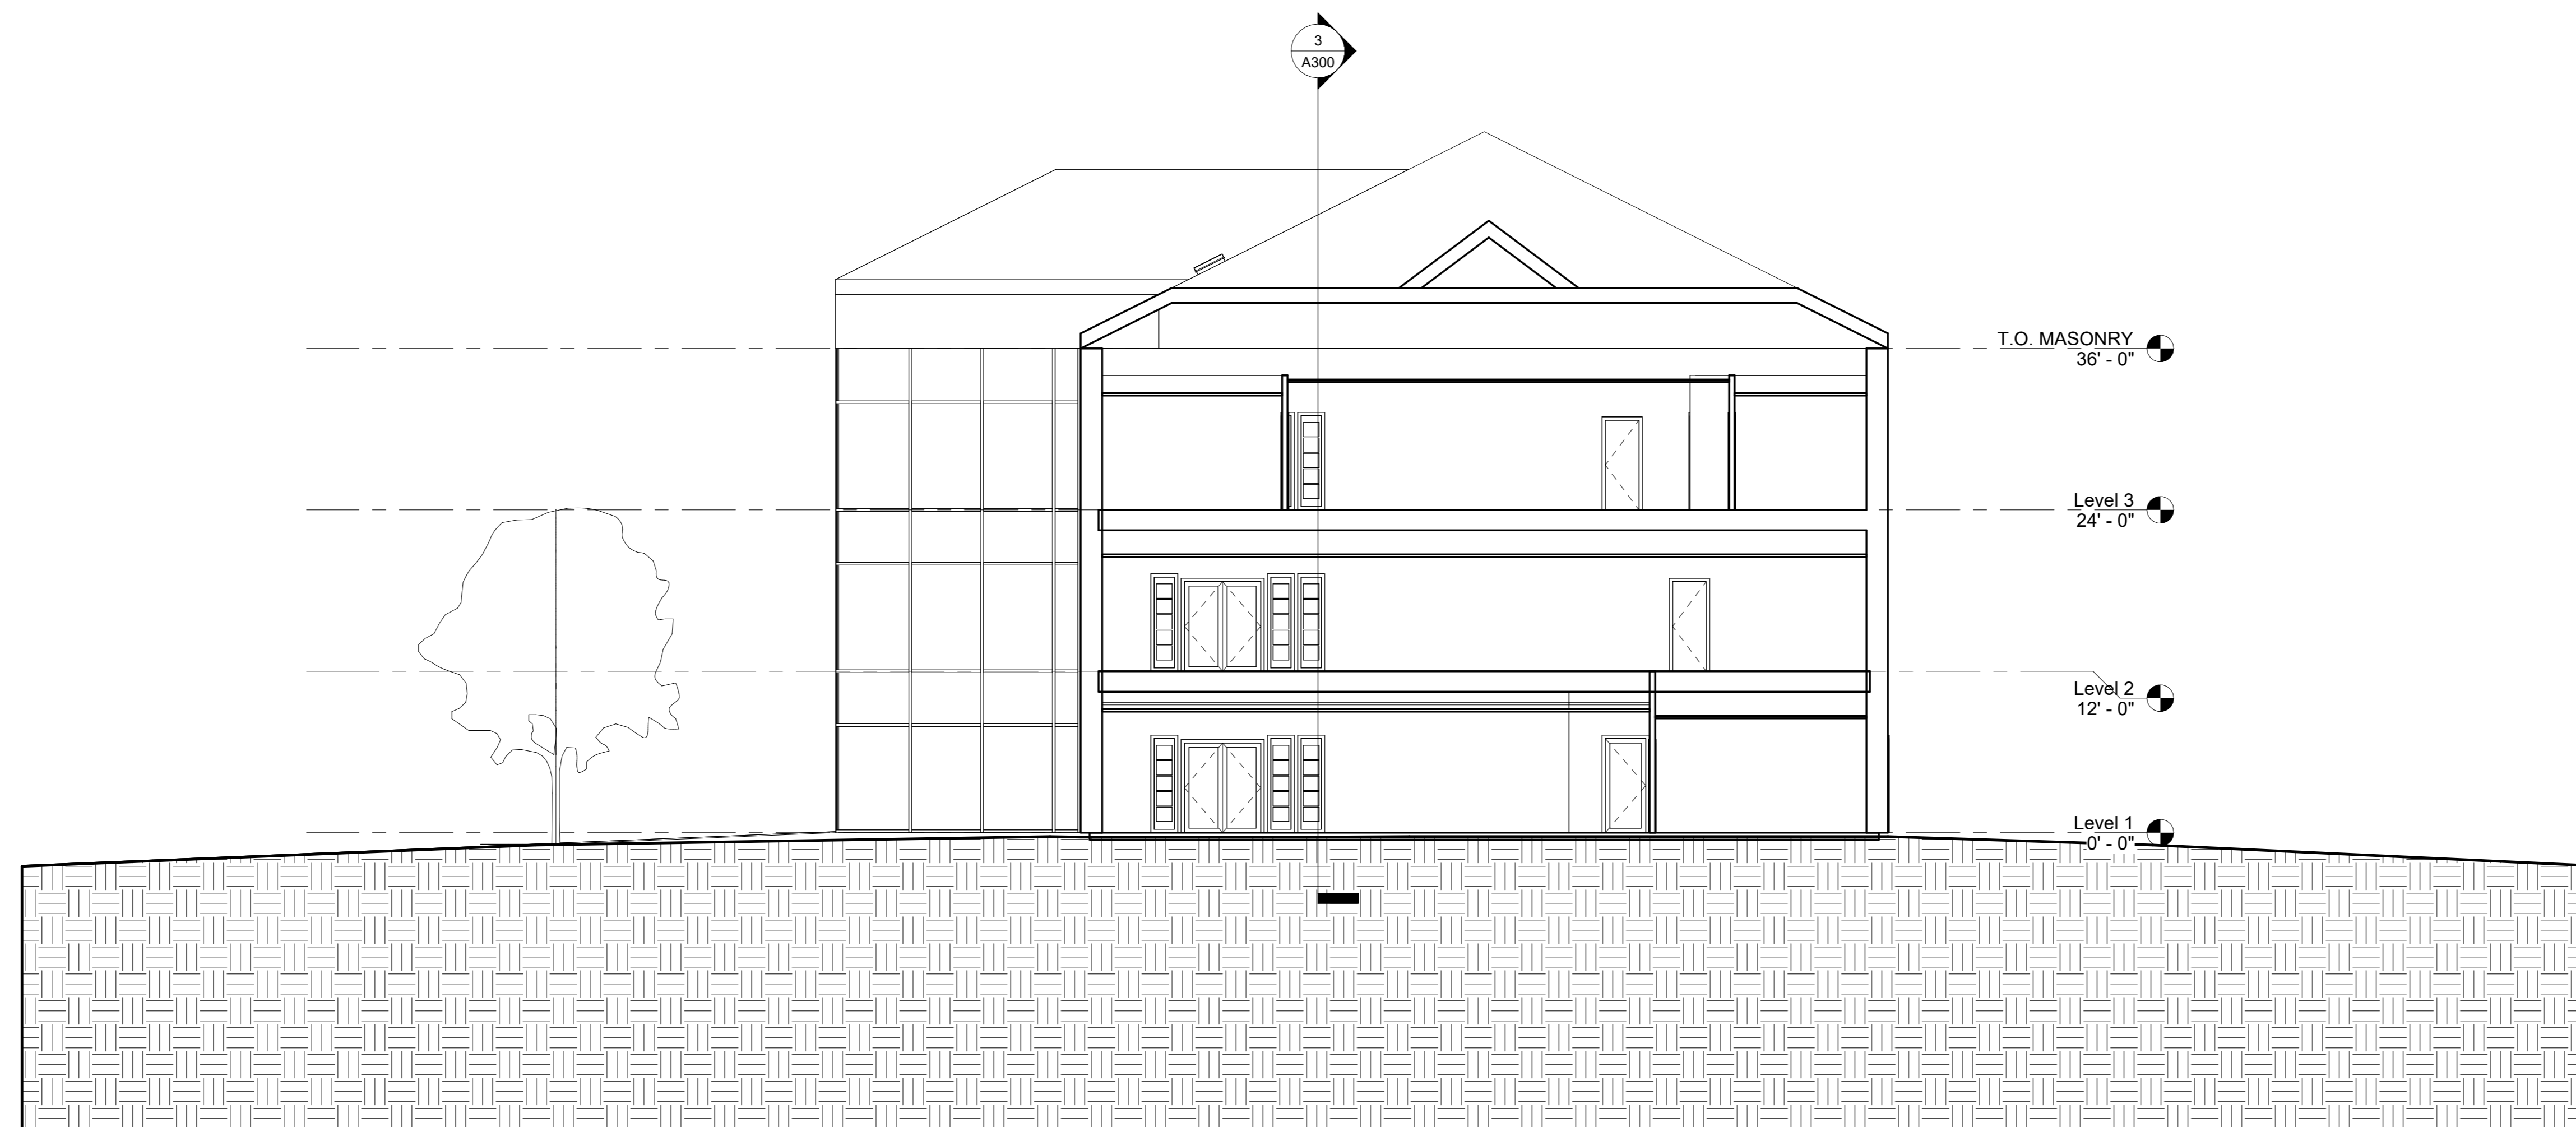 3
A300
T.O. MASONRY
36' - 0"
Level 3
24' - 0"
Level 2
12' - 0"
Level 1
0' - 0"